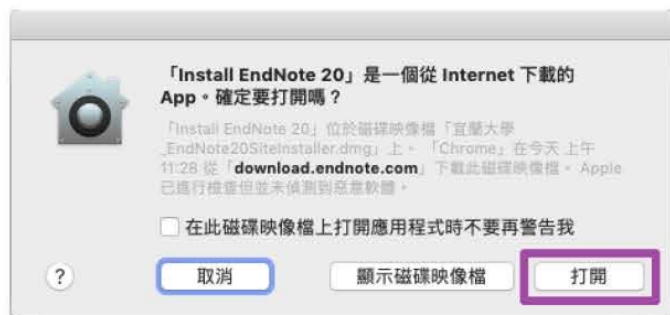 「Install EndNote 20」是一個從 Internet 下載的
App。確定要打開嗎？
「Install EndNote 20」位於磁碟映像檔「宜蘭大學
_EndNote20SiteInstaller.dmg」上。「Chrome」在今天 上午
11:28 從「download.endnote.com」下載此磁碟映像檔。Apple
已進行檢查但並未偵測到惡意軟體。
在此磁碟映像檔上打開應用程式時不要再警告我
?
取消
顯示磁碟映像檔
打開